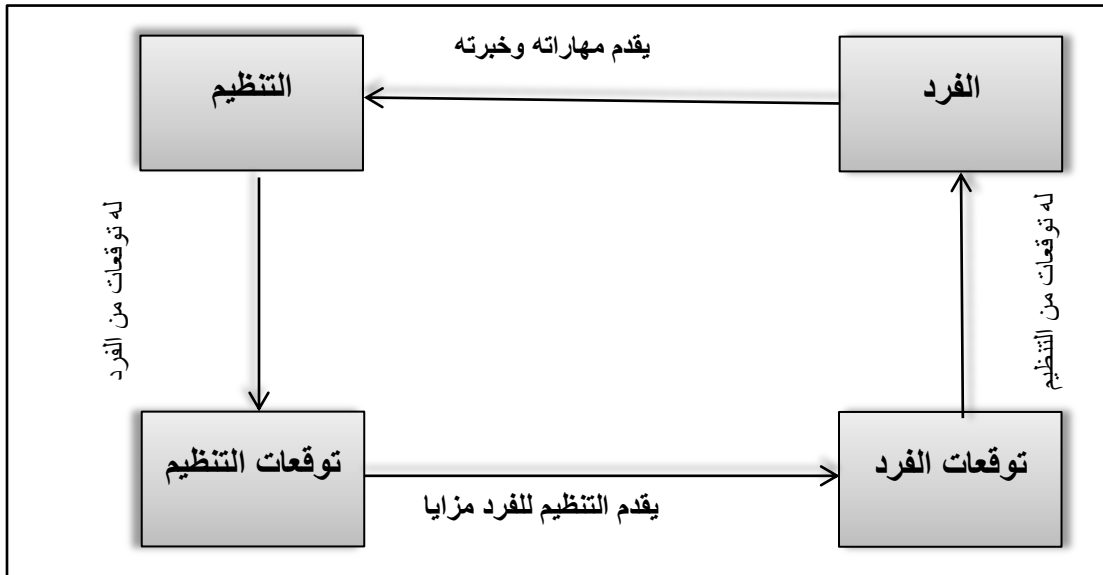 يقدم مهاراته وخبرته
الفرد
التنظيم
له توقعات من التنظيم
له توقعات من الفرد
توقعات الفرد
توقعات التنظيم
يقدم التنظيم للفرد مزايا